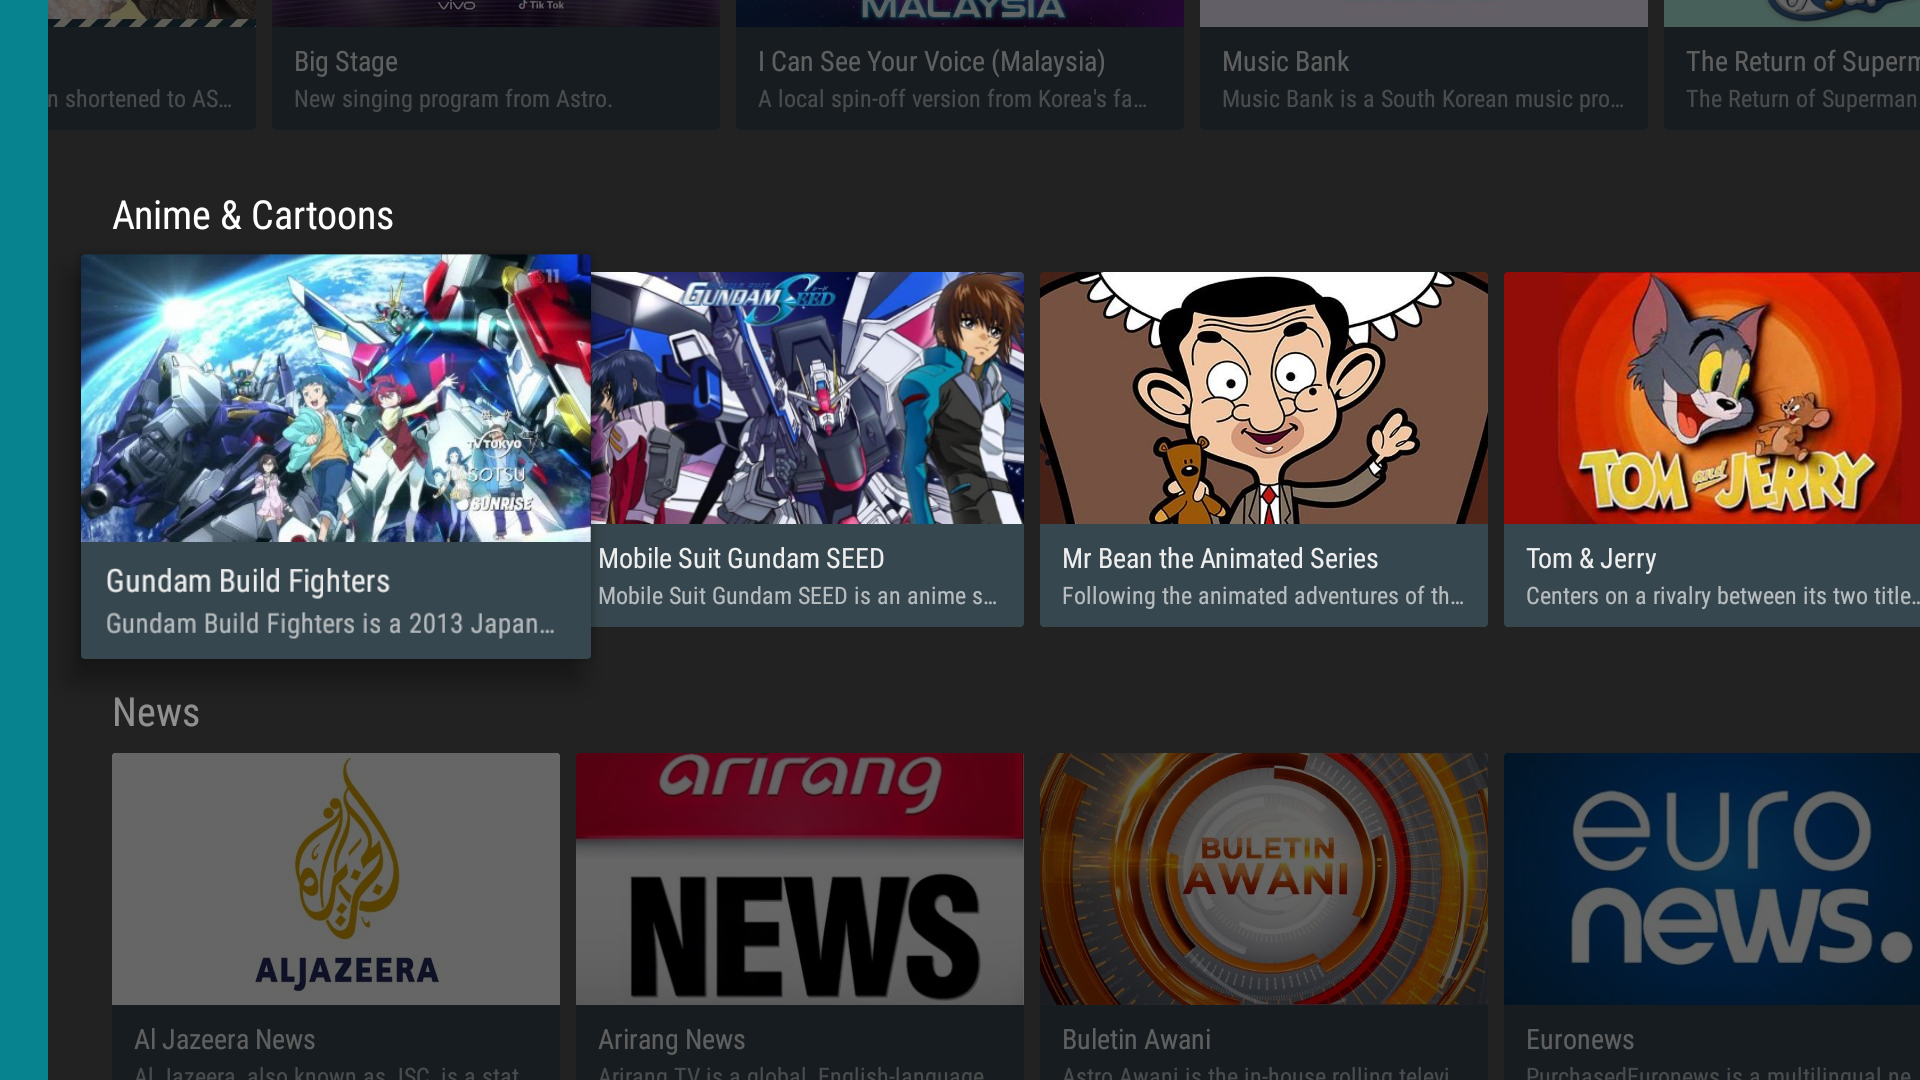 vivo
Tik Tok
MALAYSIA
n shortened to AS...
Big Stage
New singing program from Astro.
I Can See Your Voice (Malaysia)
A local spin-off version from Korea's fa...
Music Bank
Music Bank is a South Korean music pro...
The Return of Superm
The Return of Superman
Anime & Cartoons
11
TV TOKYO
SOTSU
SUNRISE
Gundam Build Fighters
Gundam Build Fighters is a 2013 Japan...
GUNDAM SEED
Mobile Suit Gundam SEED
Mobile Suit Gundam SEED is an anime s...
Mr Bean the Animated Series
Following the animated adventures of th...
TOM and JERRY
Tom & Jerry
Centers on a rivalry between its two title...
News
الجزيرة
ALJAZEERA
Al Jazeera News
Al Jazeera, also known as JSC, is a stat
arirang
NEWS
Arirang News
Arirang TV is a global, English-language
BULETIN
AWANI
Buletin Awani
Astro Awani is the in-house rolling televi
euro
news.
Euronews
PurchasedEuronews is a multilingual ne